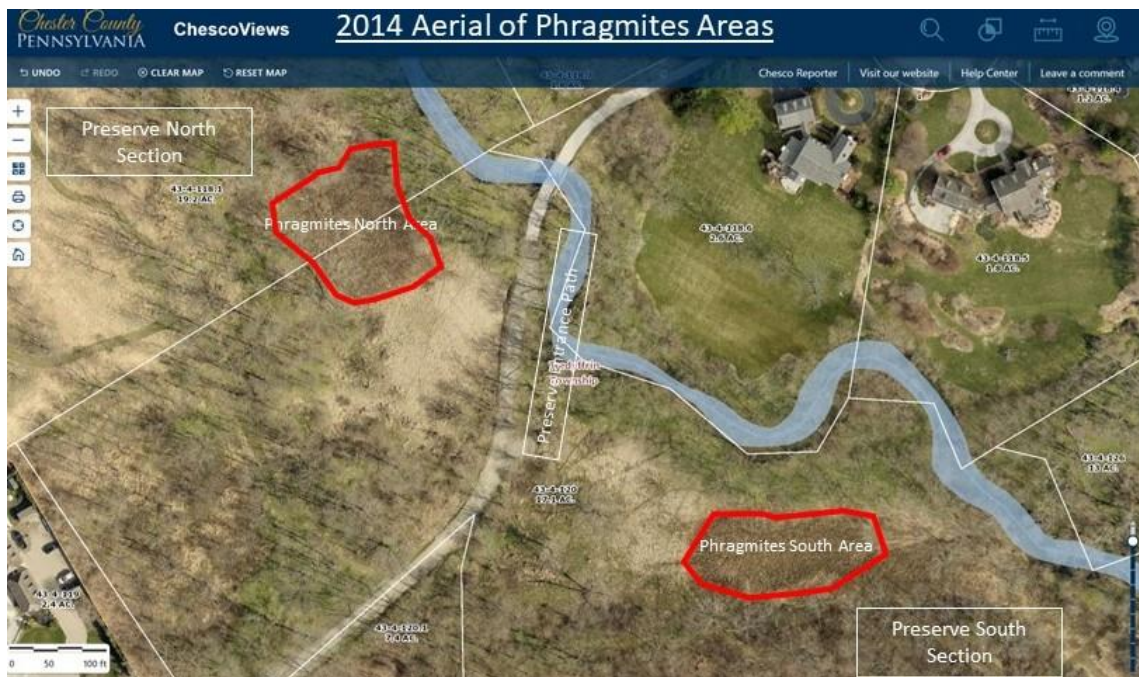 Chester County
PENNSYLVANIA
ChescoViews
2014 Aerial of Phragmites Areas
UNDO
REDO
CLEAR MAP
RESET MAP
Chesco Reporter
Visit our website
Help Center
Leave a comment
1.2 AC.
Preserve North
Section
43-4-118.1
19.2 AC.
Phragmites North Area
43-4-118.6
2.6 AC.
43-4-118.5
1.8 AC.
Preserve Entrance Path
Township
43-4-126
13 AC.
43-4-120
17.1 AC.
Phragmites South Area
43-4-119
2.4 AC.
43-4-120.1
7.4 AC.
Preserve South
Section
0 50 100 ft